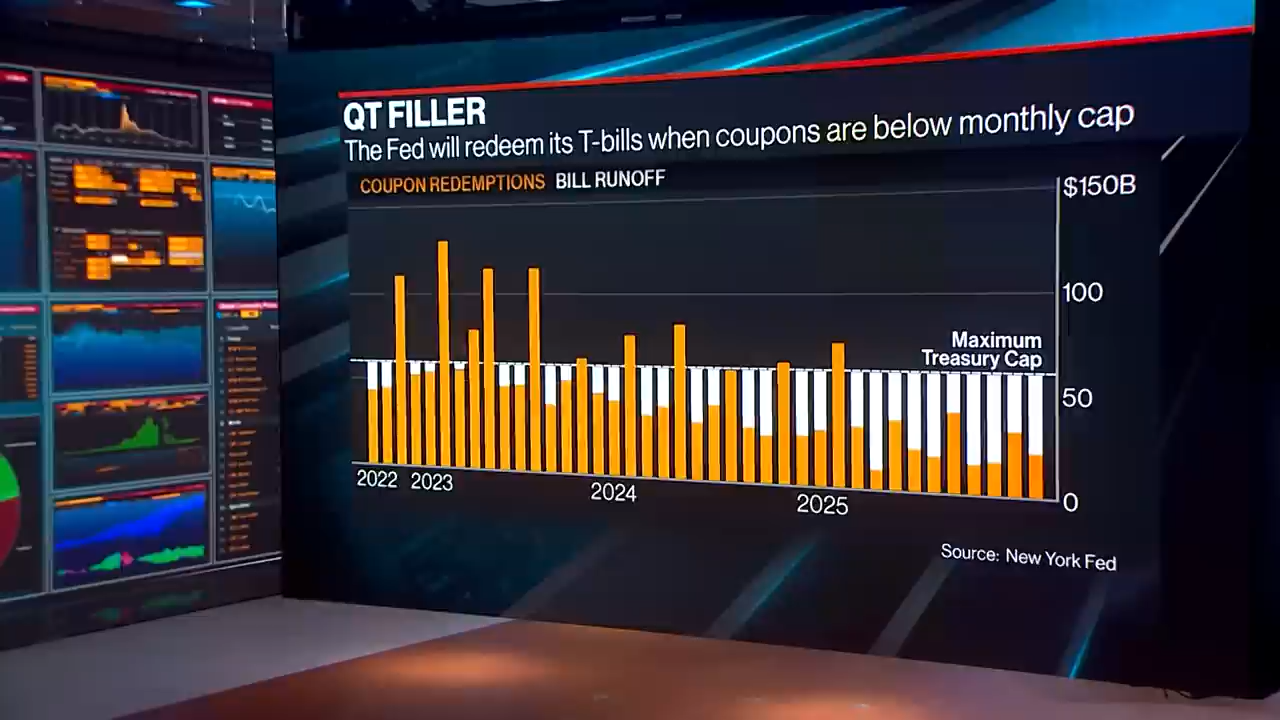 QT FILLER
The Fed will redeem its T-bills when coupons are below monthly cap
COUPON REDEMPTIONS BILL RUNOFF
$150B
100
Maximum
Treasury Cap
50
0
2022 2023 2024 2025
Source: New York Fed